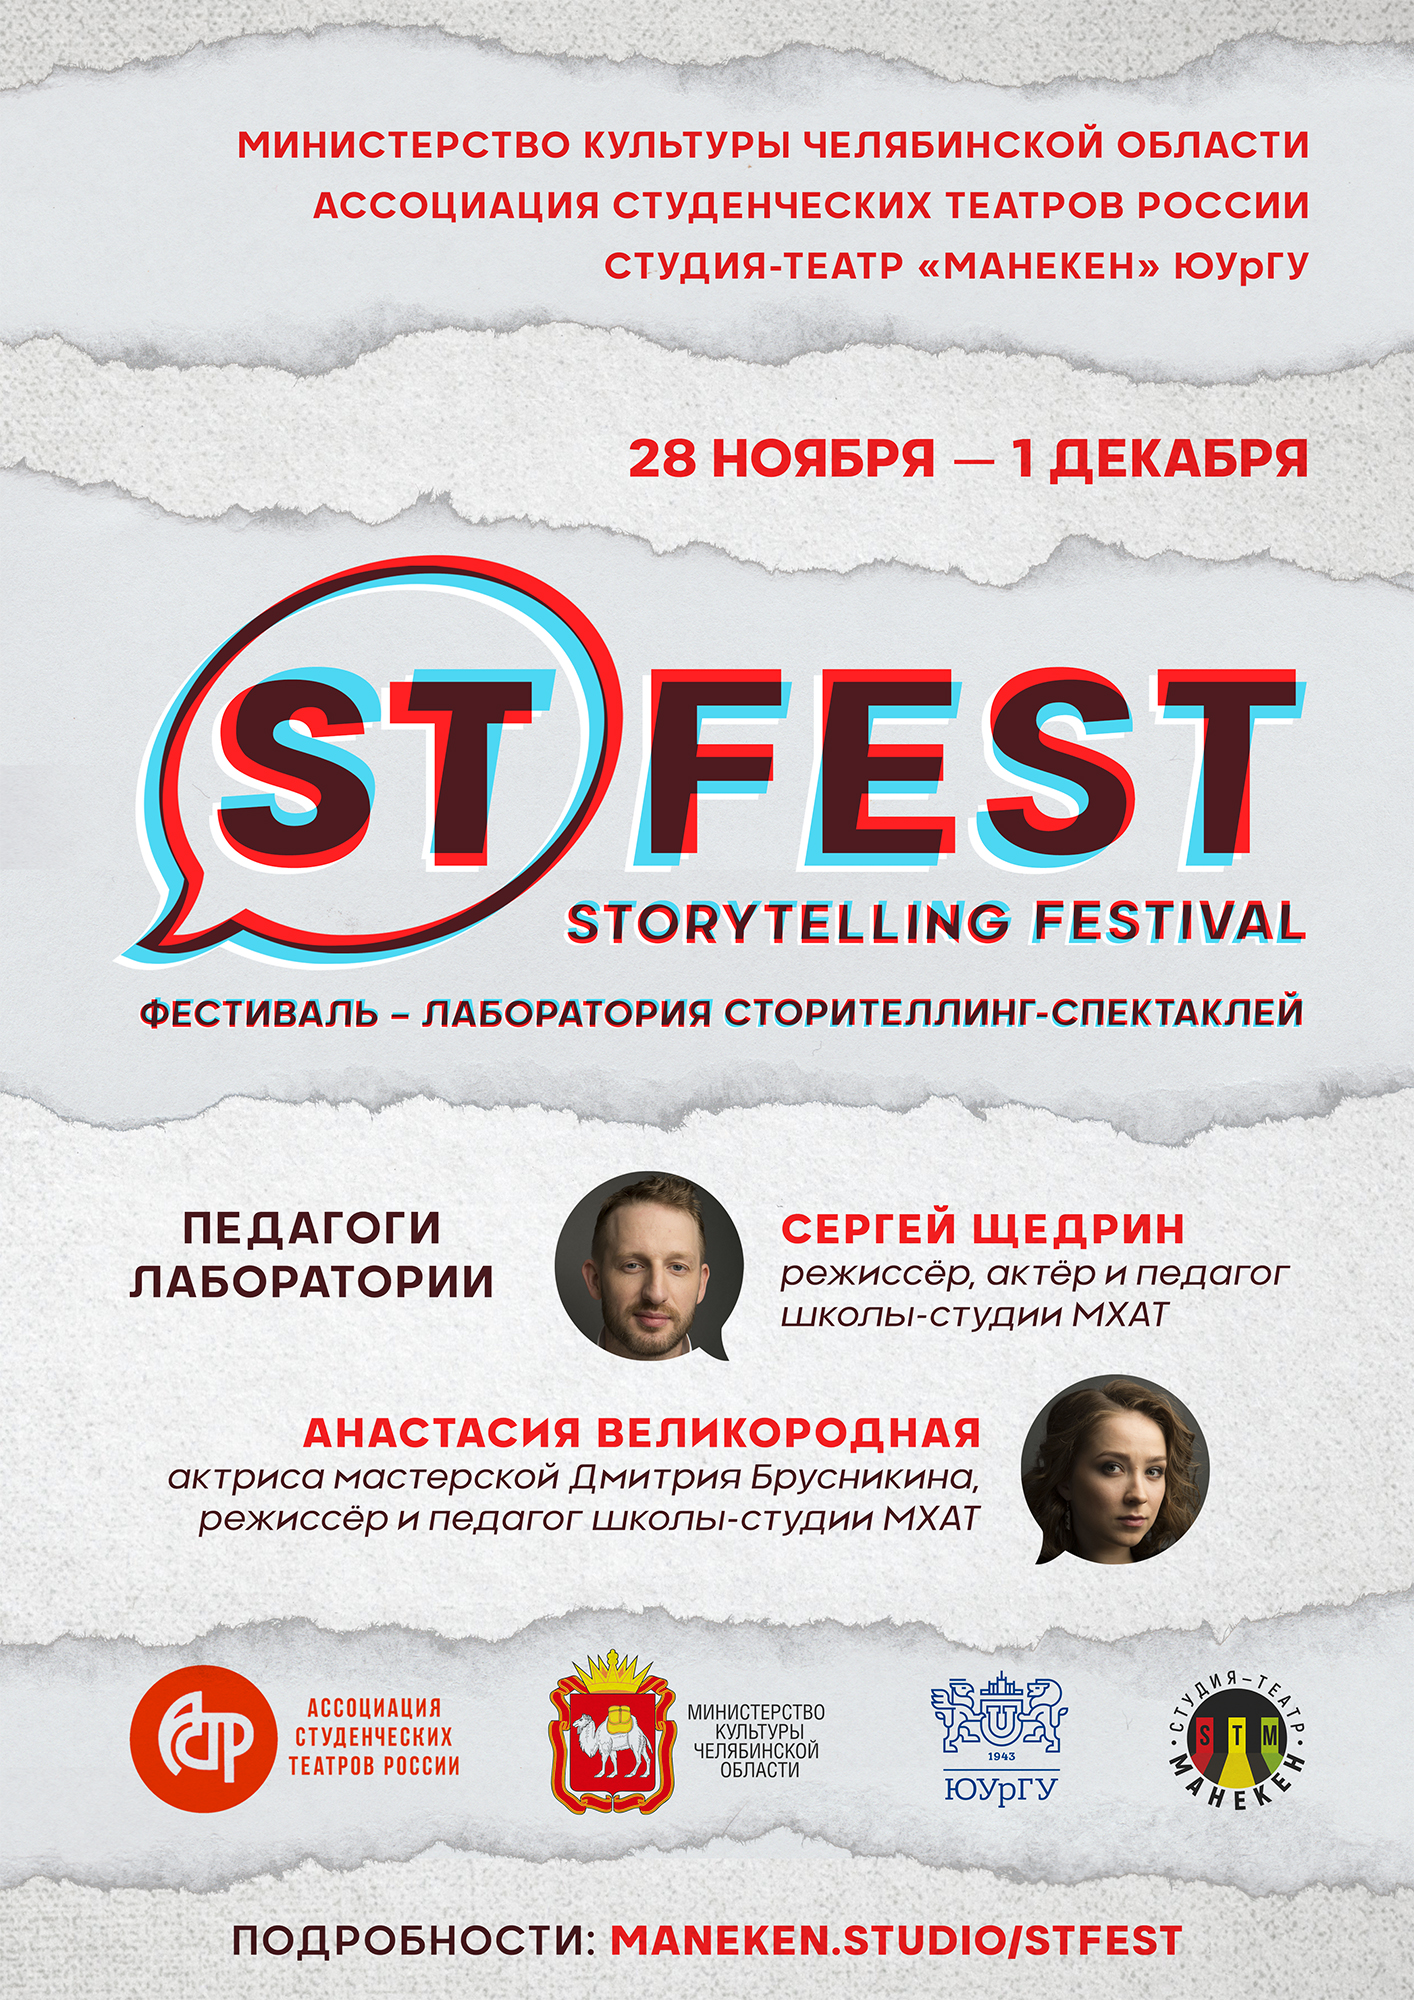 МИНИСТЕРСТВО КУЛЬТУРЫ ЧЕЛЯБИНСКОЙ ОБЛАСТИ
АССОЦИАЦИЯ СТУДЕНЧЕСКИХ ТЕАТРОВ РОССИИ
СТУДИЯ-ТЕАТР «МАНЕКЕН» ЮУрГУ
28 НОЯБРЯ — 1 ДЕКАБРЯ
ST FEST
STORYTELLING FESTIVAL
ФЕСТИВАЛЬ – ЛАБОРАТОРИЯ СТОРИТЕЛЛИНГ-СПЕКТАКЛЕЙ
ПЕДАГОГИ
ЛАБОРАТОРИИ
СЕРГЕЙ ЩЕДРИН
режиссёр, актёр и педагог
школы-студии МХАТ
АНАСТАСИЯ ВЕЛИКОРОДНАЯ
актриса мастерской Дмитрия Брусникина,
режиссёр и педагог школы-студии МХАТ
АСТР
АССОЦИАЦИЯ
СТУДЕНЧЕСКИХ
ТЕАТРОВ РОССИИ
МИНИСТЕРСТВО
КУЛЬТУРЫ
ЧЕЛЯБИНСКОЙ
ОБЛАСТИ
1943
ЮУрГУ
СТУДИЯ-ТЕАТР
STM
МАНЕКЕН
ПОДРОБНОСТИ: MANEKEN.STUDIO/STFEST